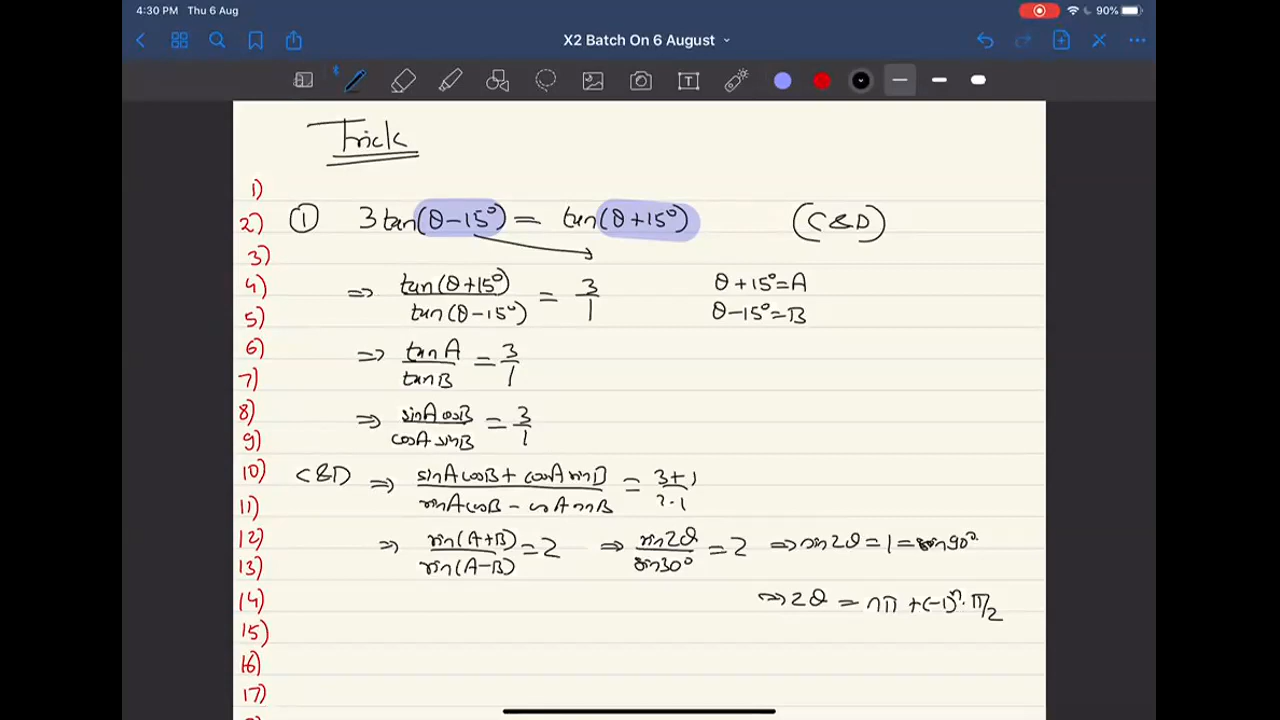 4:30 PM Thu 6 Aug 90%
X2 Batch On 6 August
Trick
1)
2) ① 3tan(θ−15°) = tan(θ+15°) (C&D)
3)
4) ⇒ tan(θ+15°) / tan(θ−15°) = 3/1 θ+15°=A
5) θ−15°=B
6) ⇒ tanA / tanB = 3/1
7)
8) ⇒ sinA cosB / cosA sinB = 3/1
9)
10) C&D ⇒ sinA cosB + cosA sinB / sinA cosB − cosA sinB = 3+1 / 3-1
11)
12) ⇒ sin(A+B) / sin(A−B) = 2 ⇒ sin2θ / sin30° = 2 ⇒ sin2θ = 1 = sin90°
13)
14) ⇒ 2θ = nπ + (−1)ⁿ· π/2
15)
16)
17)